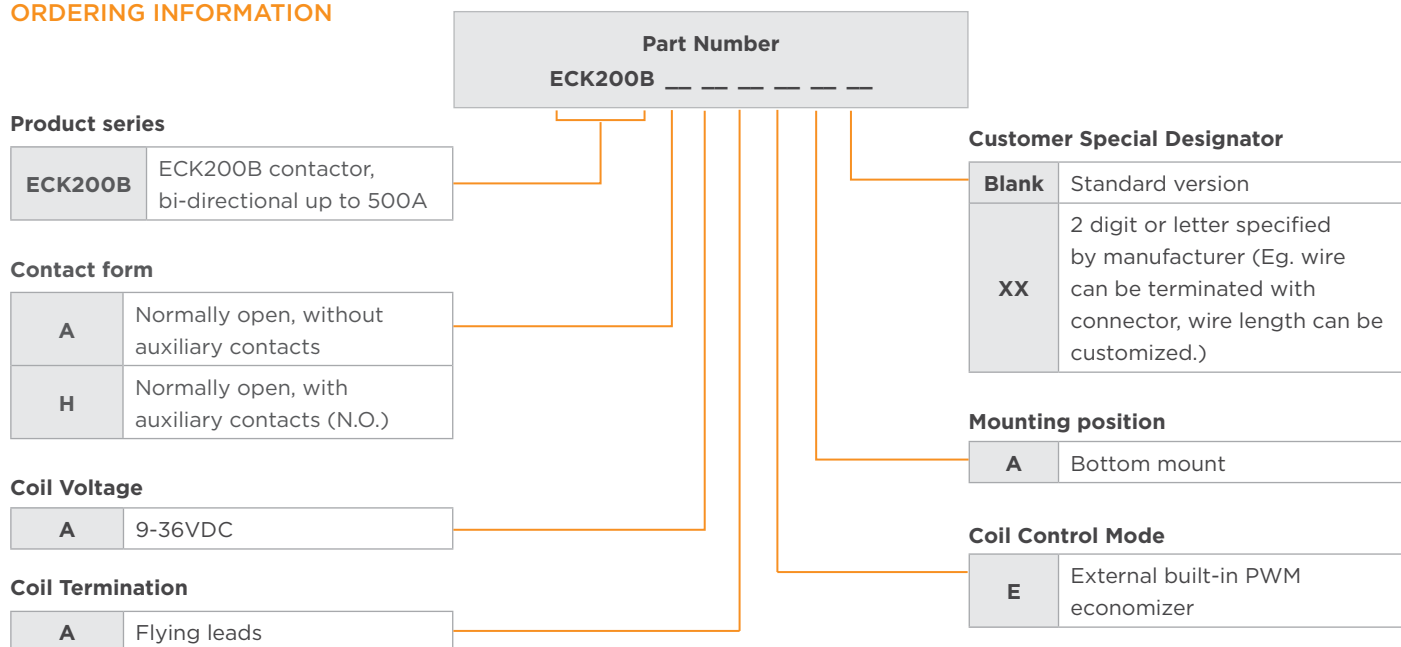 ORDERING INFORMATION
Part Number
ECK200B __ __ __ __ __ __
Product series
ECK200B
ECK200B contactor,
bi-directional up to 500A
Contact form
A
Normally open, without
auxiliary contacts
H
Normally open, with
auxiliary contacts (N.O.)
Coil Voltage
A
9-36VDC
Coil Termination
A
Flying leads
Customer Special Designator
Blank
Standard version
XX
2 digit or letter specified
by manufacturer (Eg. wire
can be terminated with
connector, wire length can be
customized.)
Mounting position
A
Bottom mount
Coil Control Mode
E
External built-in PWM
economizer